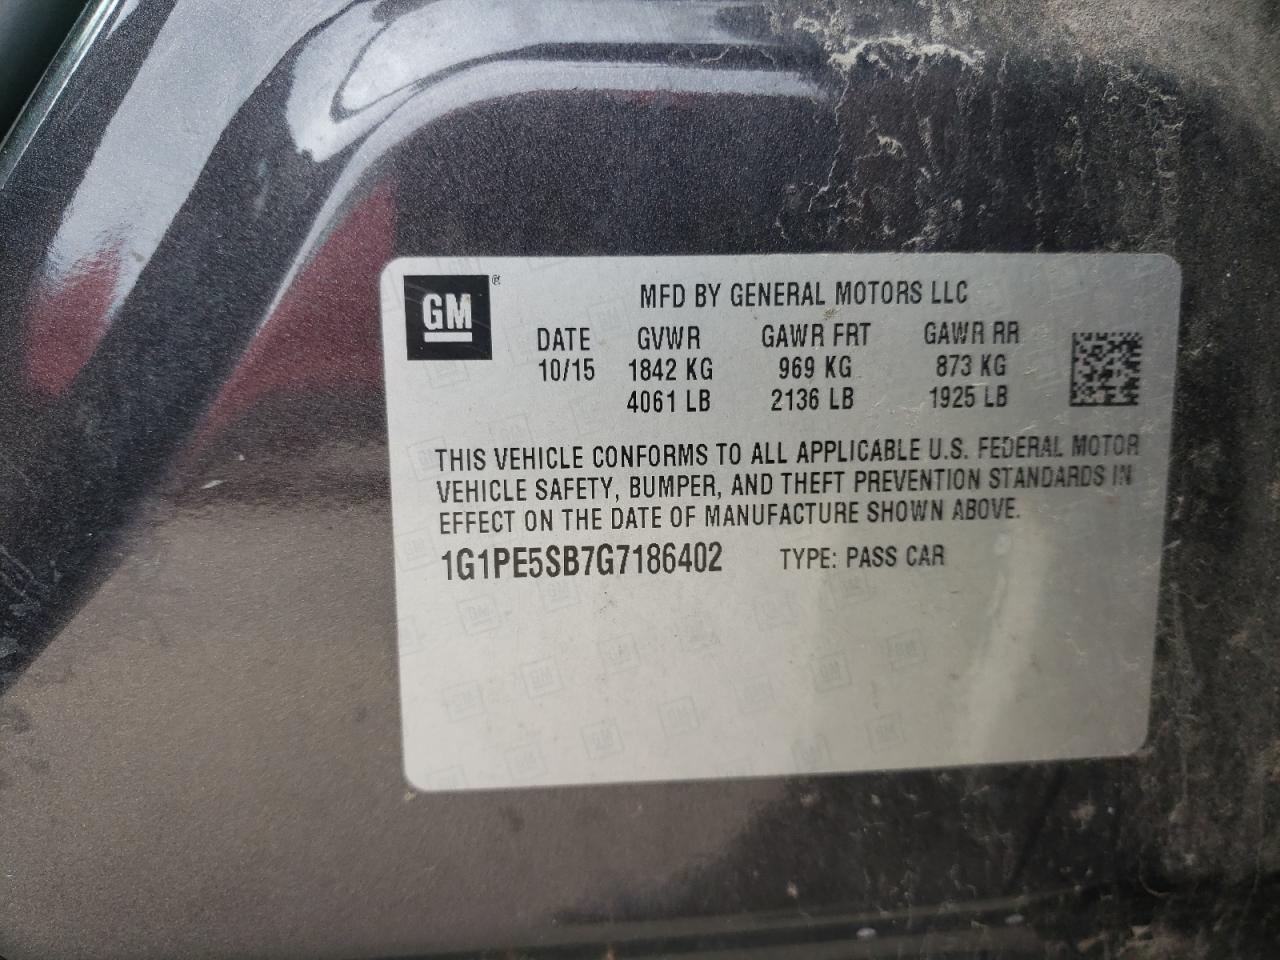 GM ®
MFD BY GENERAL MOTORS LLC
DATE GVWR GAWR FRT GAWR RR
10/15 1842 KG 969 KG 873 KG
4061 LB 2136 LB 1925 LB
THIS VEHICLE CONFORMS TO ALL APPLICABLE U.S. FEDERAL MOTOR
VEHICLE SAFETY, BUMPER, AND THEFT PREVENTION STANDARDS IN
EFFECT ON THE DATE OF MANUFACTURE SHOWN ABOVE.
1G1PE5SB7G7186402 TYPE: PASS CAR